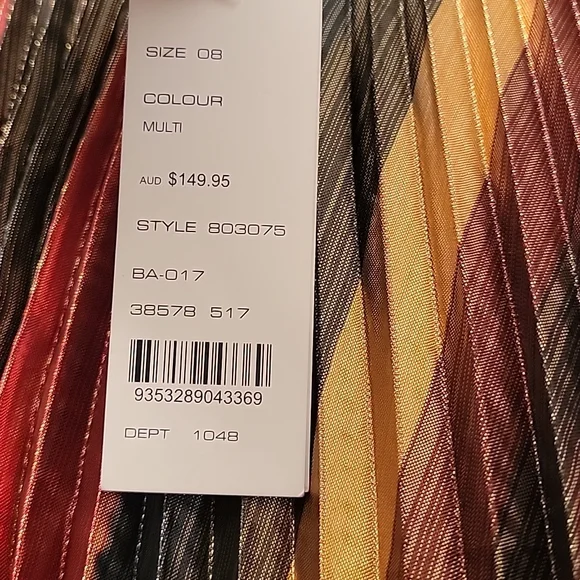 SIZE 08
COLOUR
MULTI
AUD $149.95
STYLE 803075
BA-017
38578 517
9353289043369
DEPT 1048